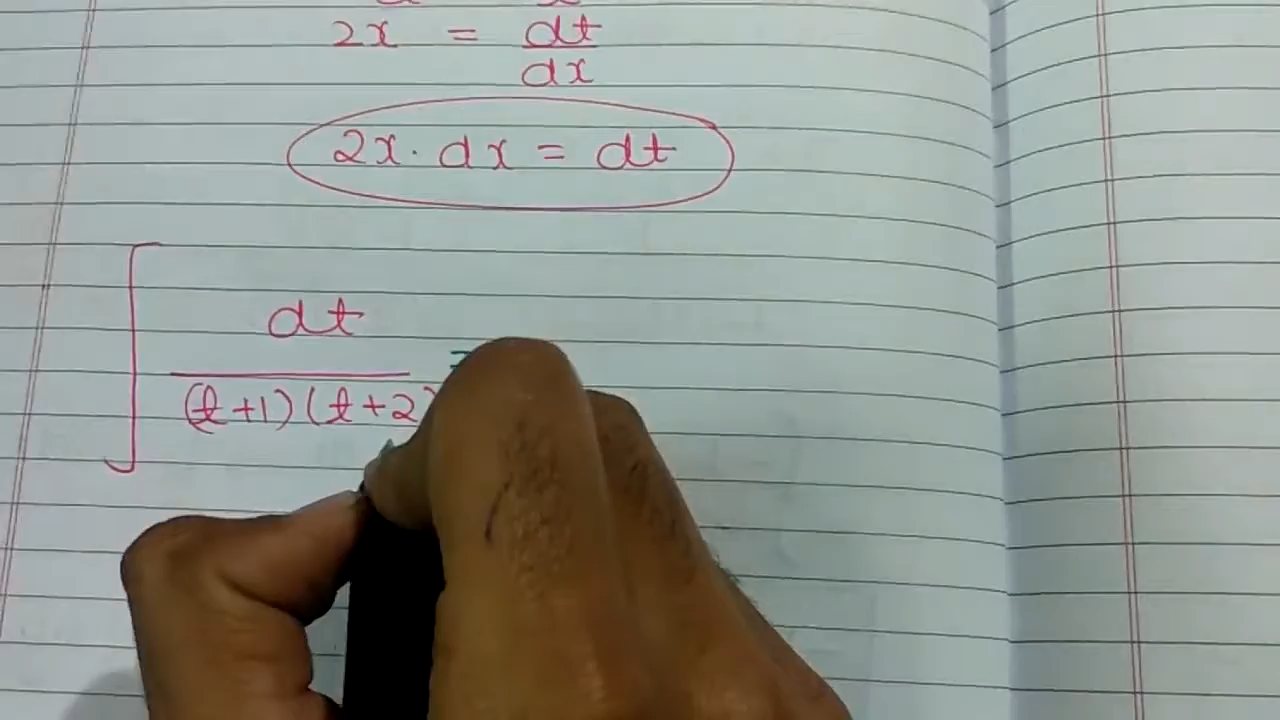 2x = dt/dx
2x. dx = dt
∫ dt/(t+1)(t+2)